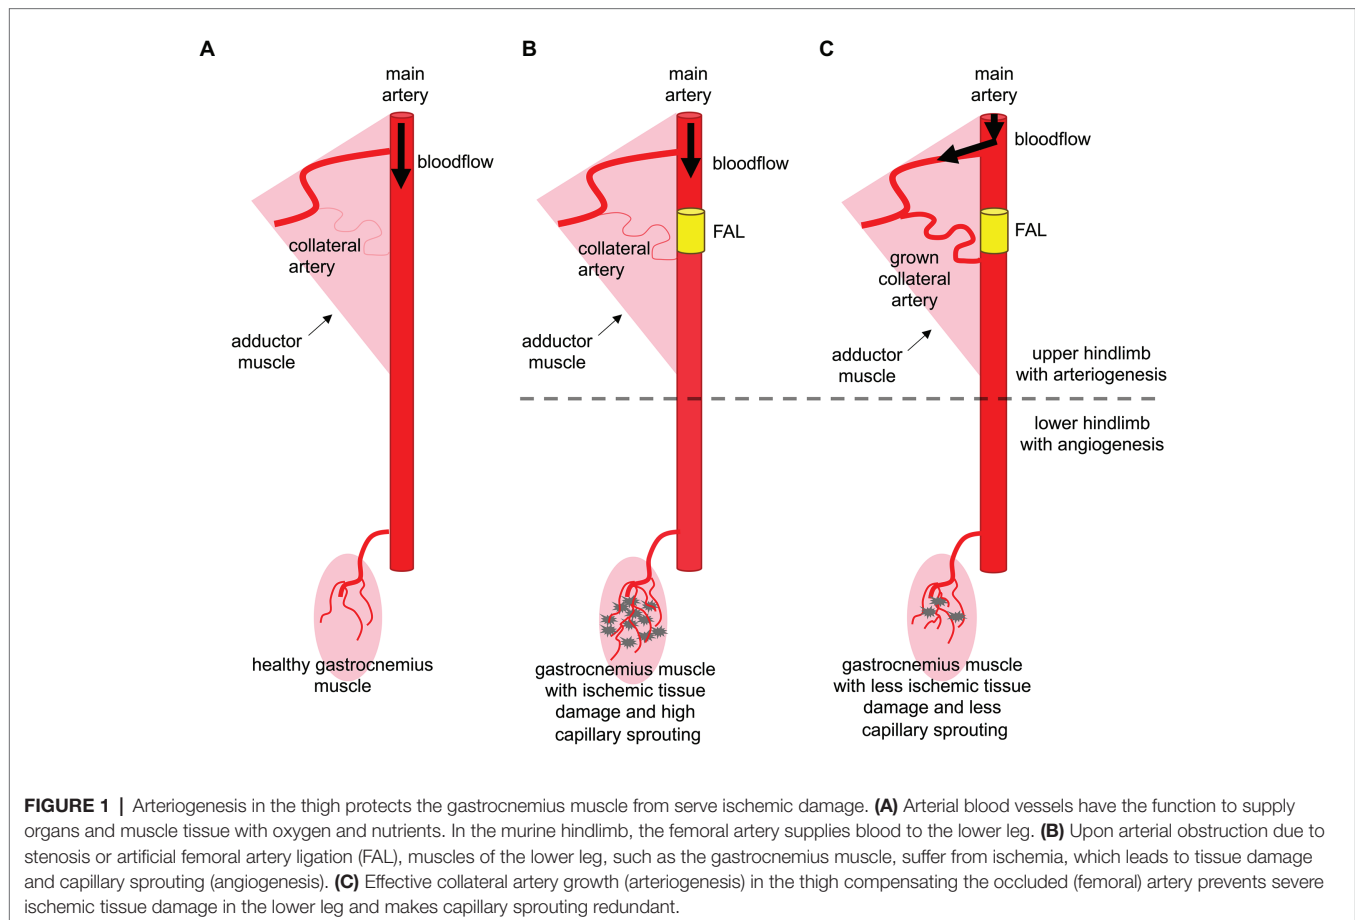 A
B
C
main
artery
main
artery
main
artery
bloodflow
bloodflow
bloodflow
FAL
FAL
collateral
artery
collateral
artery
grown
collateral
artery
adductor
muscle
adductor
muscle
adductor
muscle
upper hindlimb
with arteriogenesis
lower hindlimb
with angiogenesis
healthy gastrocnemius
muscle
gastrocnemius muscle
with ischemic tissue
damage and high
capillary sprouting
gastrocnemius muscle
with less ischemic tissue
damage and less
capillary sprouting
FIGURE 1 | Arteriogenesis in the thigh protects the gastrocnemius muscle from serve ischemic damage. (A) Arterial blood vessels have the function to supply
organs and muscle tissue with oxygen and nutrients. In the murine hindlimb, the femoral artery supplies blood to the lower leg. (B) Upon arterial obstruction due to
stenosis or artificial femoral artery ligation (FAL), muscles of the lower leg, such as the gastrocnemius muscle, suffer from ischemia, which leads to tissue damage
and capillary sprouting (angiogenesis). (C) Effective collateral artery growth (arteriogenesis) in the thigh compensating the occluded (femoral) artery prevents severe
ischemic tissue damage in the lower leg and makes capillary sprouting redundant.